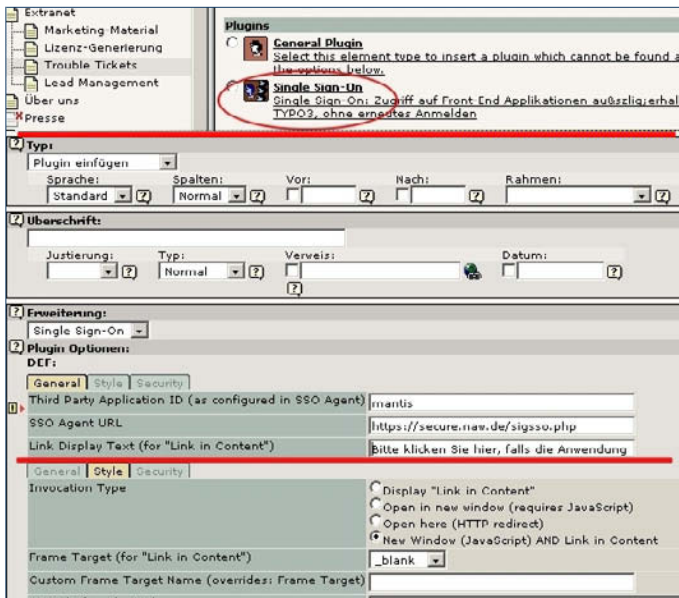 Extranet
Marketing-Material
Lizenz-Generierung
Trouble Tickets
Lead Management
Über uns
Presse
Plugins
General Plugin
Select this element type to insert a plugin which cannot be found a
the options below.
Single Sign-On
Single Sign-On: Zugriff auf Front End Applikationen außszlig;erhal
TYPO3, ohne erneutes Anmelden
Typ:
Plugin einfügen
Sprache: Spalten: Vor: Nach: Rahmen:
Standard Normal
Überschrift:
Justierung: Typ: Verweis: Datum:
Normal
Erweiterung:
Single Sign-On
Plugin Optionen:
DEF:
General Style Security
Third Party Application ID (as configured in SSO Agent) mantis
SSO Agent URL https://secure.naw.de/sigsso.php
Link Display Text (for "Link in Content") Bitte klicken Sie hier, falls die Anwendung
General Style Security
Invocation Type
Display "Link in Content"
Open in new window (requires JavaScript)
Open here (HTTP redirect)
New Window (JavaScript) AND Link in Content
Frame Target (for "Link in Content") _blank
Custom Frame Target Name (overrides: Frame Target)